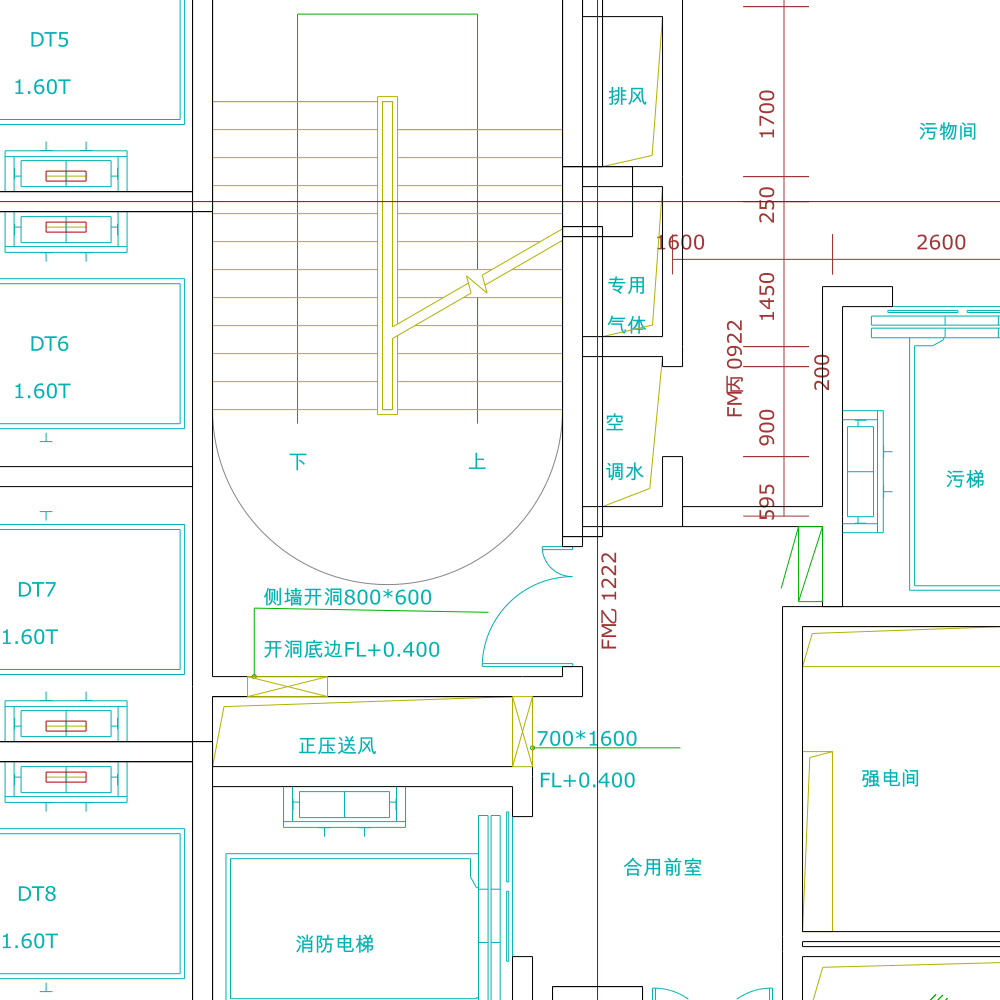 DT5
1.60T
排风
1700
污物间
250
1600
2600
专用
气体
1450
DT6
1.60T
FM丙 0922
200
空
调水
900
下
上
污梯
595
FM乙 1222
DT7
1.60T
侧墙开洞800*600
开洞底边FL+0.400
正压送风
700*1600
FL+0.400
强电间
合用前室
DT8
1.60T
消防电梯